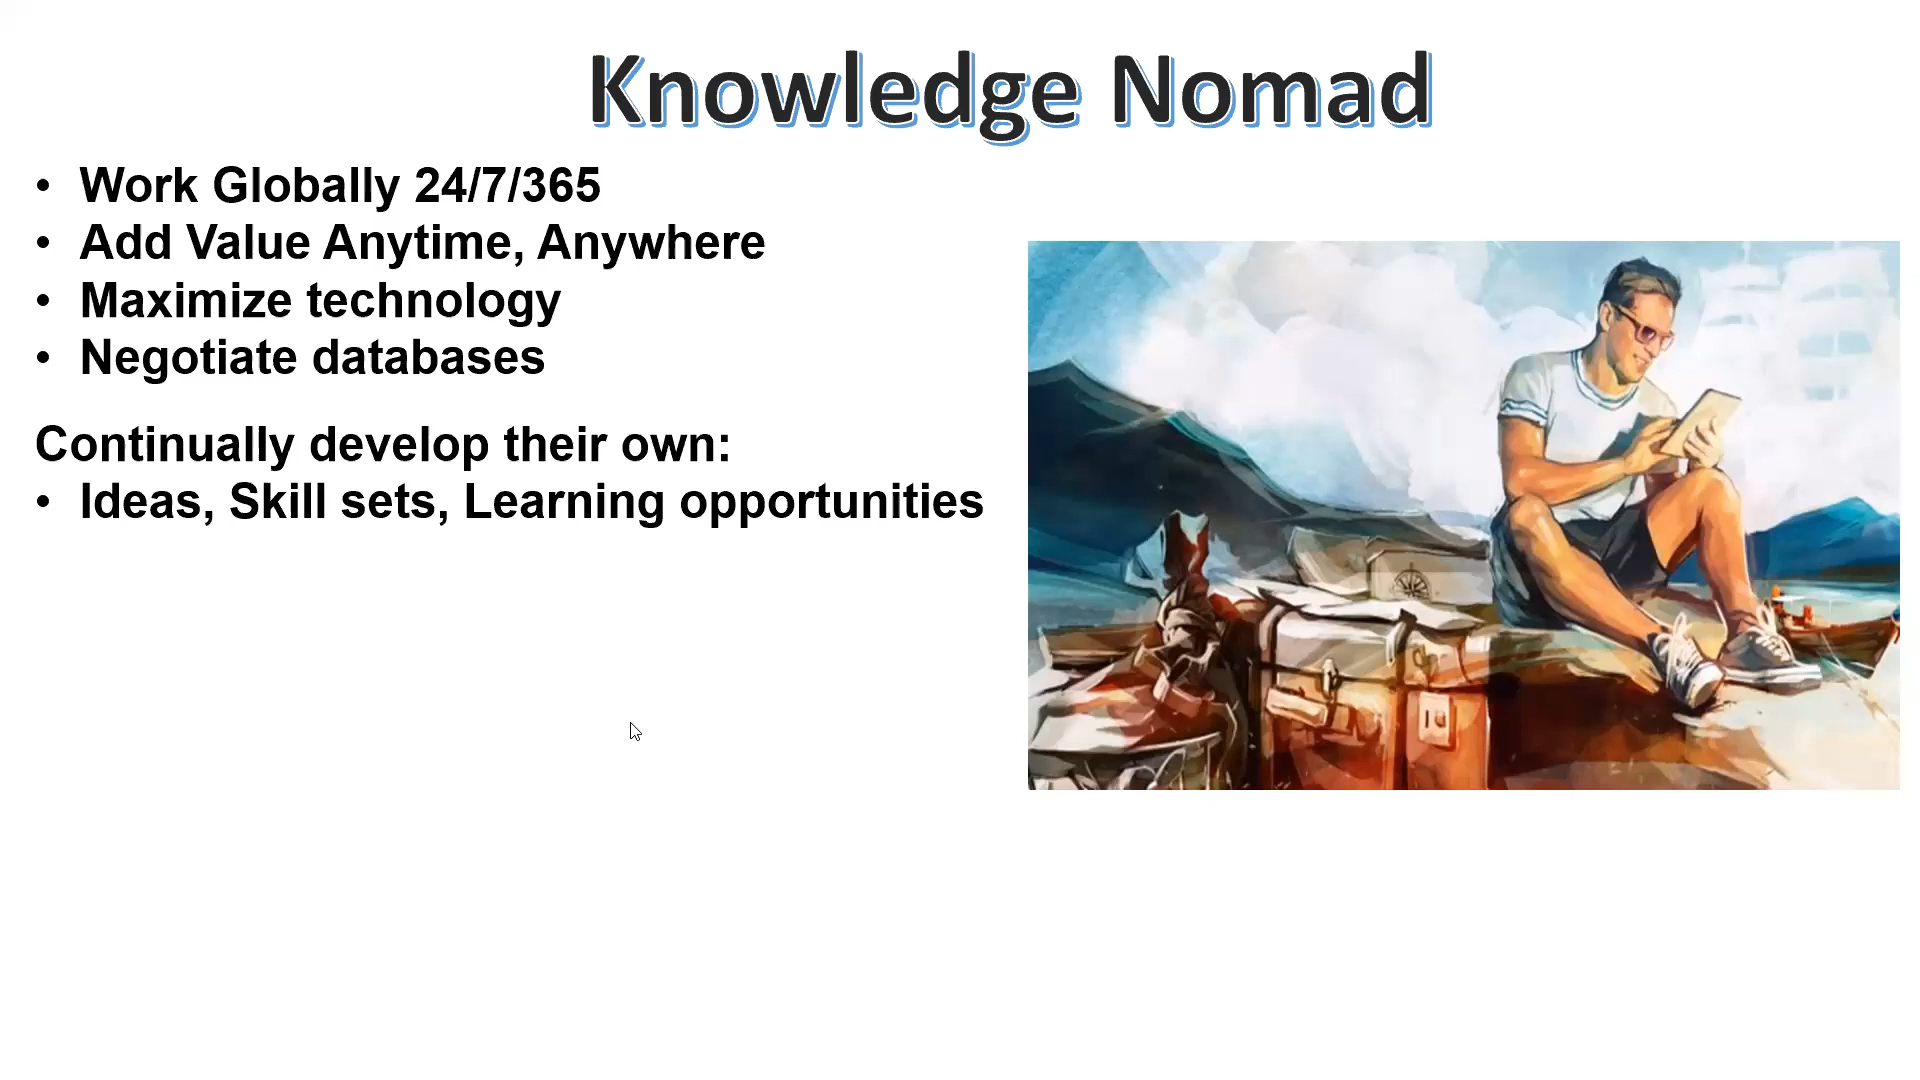 Knowledge Nomad
• Work Globally 24/7/365
• Add Value Anytime, Anywhere
• Maximize technology
• Negotiate databases
Continually develop their own:
• Ideas, Skill sets, Learning opportunities